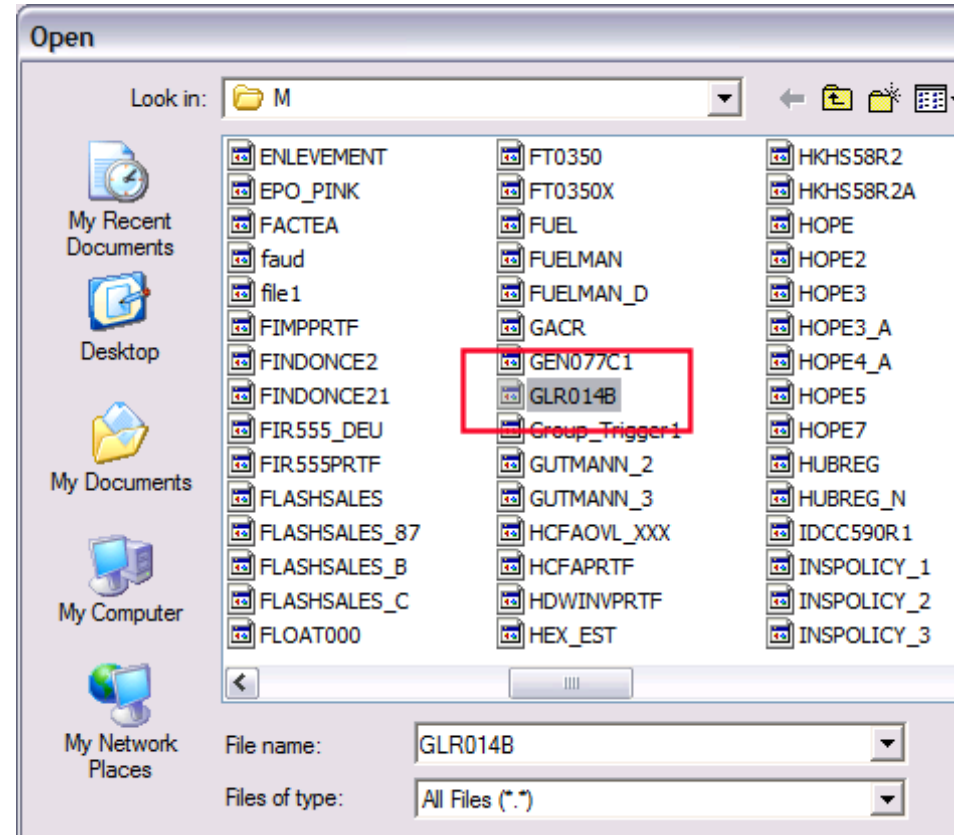 Open
Look in:
M
My Recent
Documents
Desktop
My Documents
My Computer
My Network
Places
ENLEVEMENT
EPO_PINK
FACTEA
faud
file1
FIMPPRTF
FINDONCE2
FINDONCE21
FIR555_DEU
FIR555PRTF
FLASHSALES
FLASHSALES_87
FLASHSALES_B
FLASHSALES_C
FLOAT000
FT0350
FT0350X
FUEL
FUELMAN
FUELMAN_D
GACR
GEN077C1
GLR014B
Group_Trigger1
GUTMANN_2
GUTMANN_3
HCFAOVL_XXX
HCFAPRTF
HDWINVPRTF
HEX_EST
HKHS58R2
HKHS58R2A
HOPE
HOPE2
HOPE3
HOPE3_A
HOPE4_A
HOPE5
HOPE7
HUBREG
HUBREG_N
IDCC590R1
INSPOLICY_1
INSPOLICY_2
INSPOLICY_3
File name:
GLR014B
Files of type:
All Files (*.*)